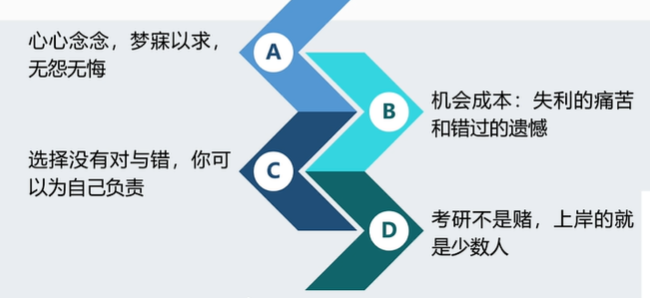 心心念念，梦寐以求，
无怨无悔
A
B
机会成本：失利的痛苦
和错过的遗憾
选择没有对与错，你可
以为自己负责
C
D
考研不是赌，上岸的就
是少数人